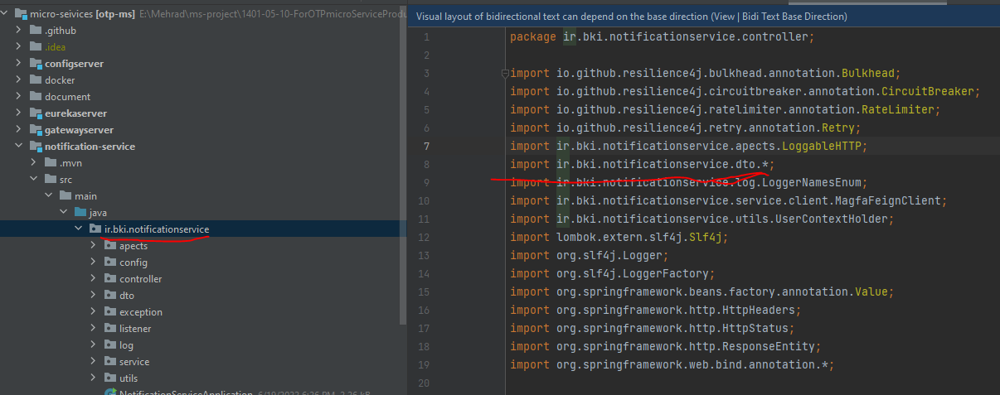 micro-seivices [otp-ms] E:\Mehrad\ms-project\1401-05-10-ForOTPmicroServiceProdu
.github
.idea
configserver
docker
document
eurekaserver
gatewayserver
notification-service
.mvn
src
main
java
ir.bki.notificationservice
apects
config
controller
dto
exception
listener
log
service
utils
NotificationServiceApplication 6/19/2022 6:26 PM, 2.26 kB
Visual layout of bidirectional text can depend on the base direction (View | Bidi Text Base Direction)
1 package ir.bki.notificationservice.controller;
2
3 import io.github.resilience4j.bulkhead.annotation.Bulkhead;
4 import io.github.resilience4j.circuitbreaker.annotation.CircuitBreaker;
5 import io.github.resilience4j.ratelimiter.annotation.RateLimiter;
6 import io.github.resilience4j.retry.annotation.Retry;
7 import ir.bki.notificationservice.apects.LoggableHTTP;
8 import ir.bki.notificationservice.dto.*;
9 import ir.bki.notificationservice.log.LoggerNamesEnum;
10 import ir.bki.notificationservice.service.client.MagfaFeignClient;
11 import ir.bki.notificationservice.utils.UserContextHolder;
12 import lombok.extern.slf4j.Slf4j;
13 import org.slf4j.Logger;
14 import org.slf4j.LoggerFactory;
15 import org.springframework.beans.factory.annotation.Value;
16 import org.springframework.http.HttpHeaders;
17 import org.springframework.http.HttpStatus;
18 import org.springframework.http.ResponseEntity;
19 import org.springframework.web.bind.annotation.*;
20